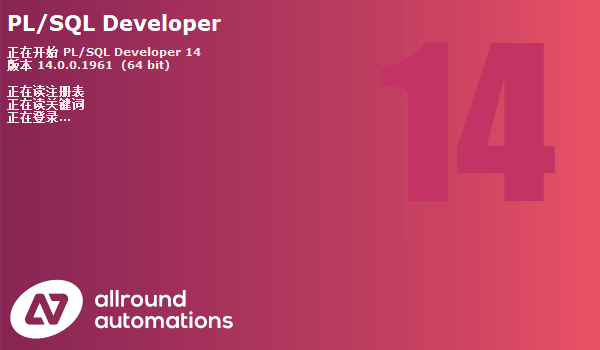 PL/SQL Developer
正在开始 PL/SQL Developer 14
版本 14.0.0.1961 (64 bit)
正在读注册表
正在读关键词
正在登录...
14
allround
automations